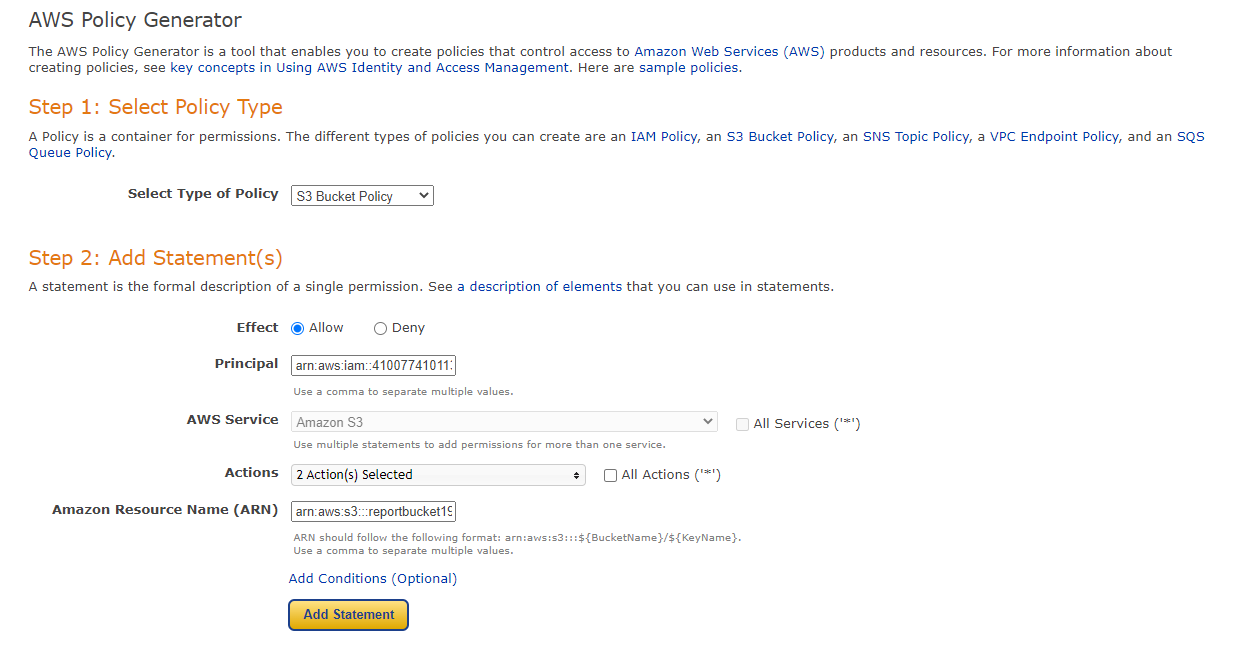 AWS Policy Generator
The AWS Policy Generator is a tool that enables you to create policies that control access to Amazon Web Services (AWS) products and resources. For more information about
creating policies, see key concepts in Using AWS Identity and Access Management. Here are sample policies.
Step 1: Select Policy Type
A Policy is a container for permissions. The different types of policies you can create are an IAM Policy, an S3 Bucket Policy, an SNS Topic Policy, a VPC Endpoint Policy, and an SQS
Queue Policy.
Select Type of Policy S3 Bucket Policy
Step 2: Add Statement(s)
A statement is the formal description of a single permission. See a description of elements that you can use in statements.
Effect Allow Deny
Principal arn:aws:iam::410077410113
Use a comma to separate multiple values.
AWS Service Amazon S3 All Services ('*')
Use multiple statements to add permissions for more than one service.
Actions 2 Action(s) Selected All Actions ('*')
Amazon Resource Name (ARN) arn:aws:s3:::reportbucket19
ARN should follow the following format: arn:aws:s3:::${BucketName}/${KeyName}.
Use a comma to separate multiple values.
Add Conditions (Optional)
Add Statement